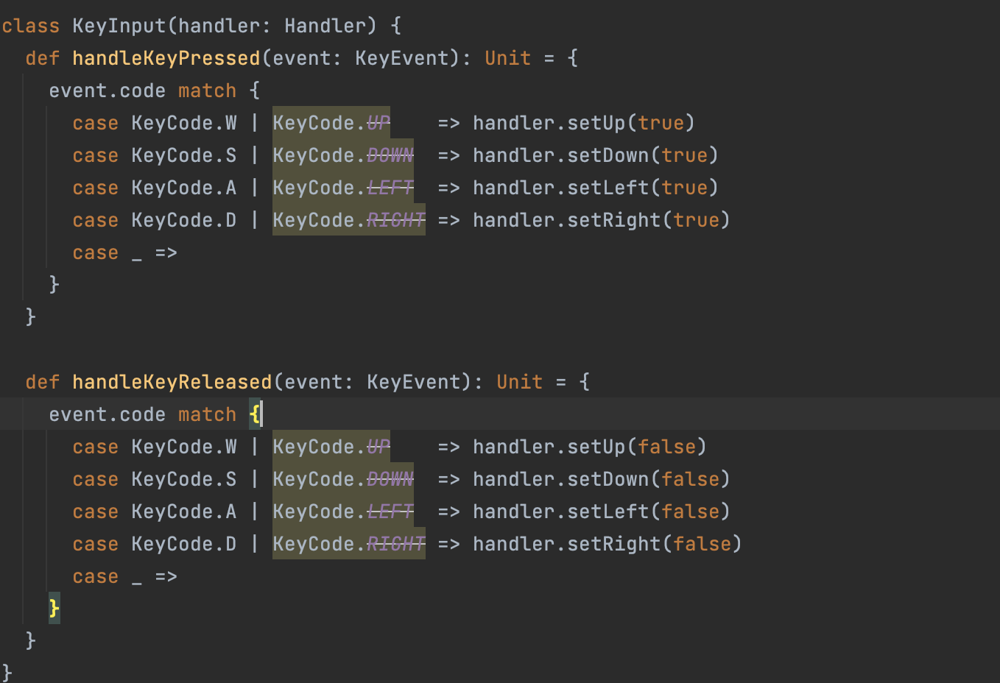 class KeyInput(handler: Handler) {
  def handleKeyPressed(event: KeyEvent): Unit = {
    event.code match {
      case KeyCode.W | KeyCode.UP    => handler.setUp(true)
      case KeyCode.S | KeyCode.DOWN  => handler.setDown(true)
      case KeyCode.A | KeyCode.LEFT  => handler.setLeft(true)
      case KeyCode.D | KeyCode.RIGHT => handler.setRight(true)
      case _ =>
    }
  }

  def handleKeyReleased(event: KeyEvent): Unit = {
    event.code match {
      case KeyCode.W | KeyCode.UP    => handler.setUp(false)
      case KeyCode.S | KeyCode.DOWN  => handler.setDown(false)
      case KeyCode.A | KeyCode.LEFT  => handler.setLeft(false)
      case KeyCode.D | KeyCode.RIGHT => handler.setRight(false)
      case _ =>
    }
  }
}